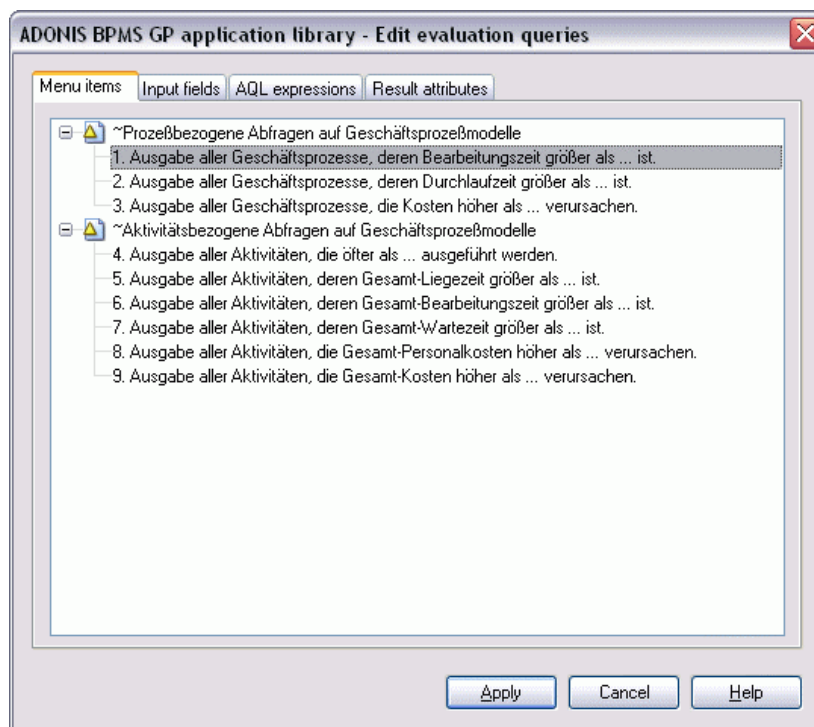 ADONIS BPMS GP application library - Edit evaluation queries
Menu items Input fields AQL expressions Result attributes
~Prozeßbezogene Abfragen auf Geschäftsprozeßmodelle
1. Ausgabe aller Geschäftsprozesse, deren Bearbeitungszeit größer als ... ist.
2. Ausgabe aller Geschäftsprozesse, deren Durchlaufzeit größer als ... ist.
3. Ausgabe aller Geschäftsprozesse, die Kosten höher als ... verursachen.
~Aktivitätsbezogene Abfragen auf Geschäftsprozeßmodelle
4. Ausgabe aller Aktivitäten, die öfter als ... ausgeführt werden.
5. Ausgabe aller Aktivitäten, deren Gesamt-Liegezeit größer als ... ist.
6. Ausgabe aller Aktivitäten, deren Gesamt-Bearbeitungszeit größer als ... ist.
7. Ausgabe aller Aktivitäten, deren Gesamt-Wartezeit größer als ... ist.
8. Ausgabe aller Aktivitäten, die Gesamt-Personalkosten höher als ... verursachen.
9. Ausgabe aller Aktivitäten, die Gesamt-Kosten höher als ... verursachen.
Apply Cancel Help